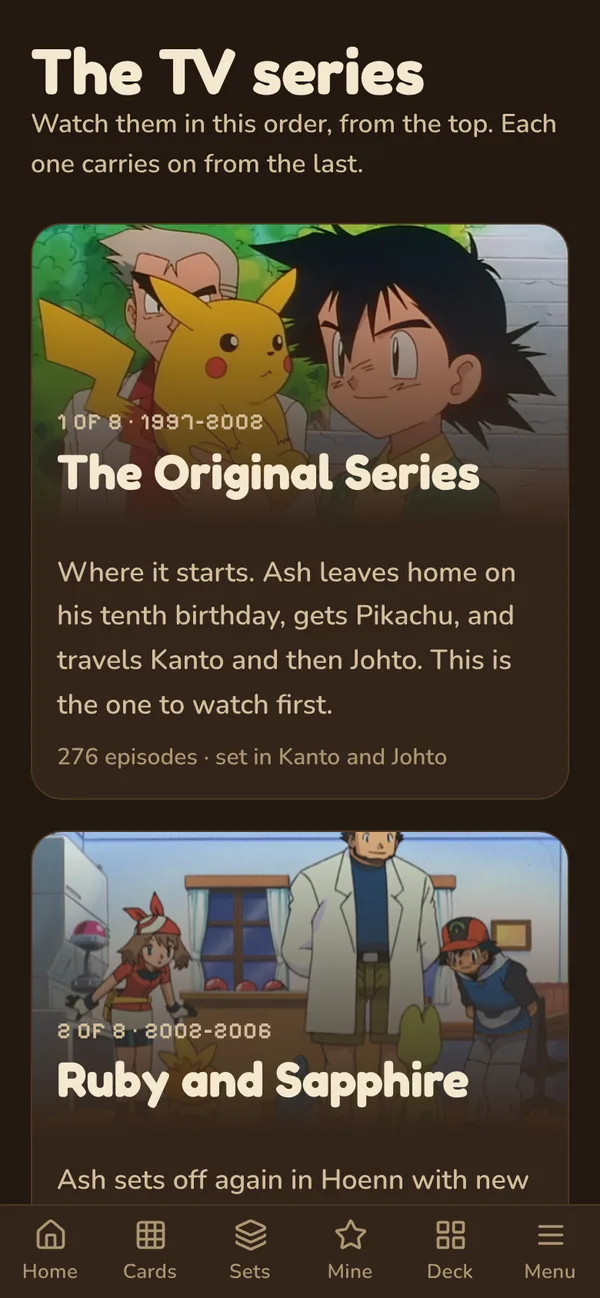 The TV series
Watch them in this order, from the top. Each
one carries on from the last.
1 OF 8 · 1997-2002
The Original Series
Where it starts. Ash leaves home on
his tenth birthday, gets Pikachu, and
travels Kanto and then Johto. This is
the one to watch first.
276 episodes · set in Kanto and Johto
2 OF 8 · 2002-2006
Ruby and Sapphire
Ash sets off again in Hoenn with new
Home Cards Sets Mine Deck Menu